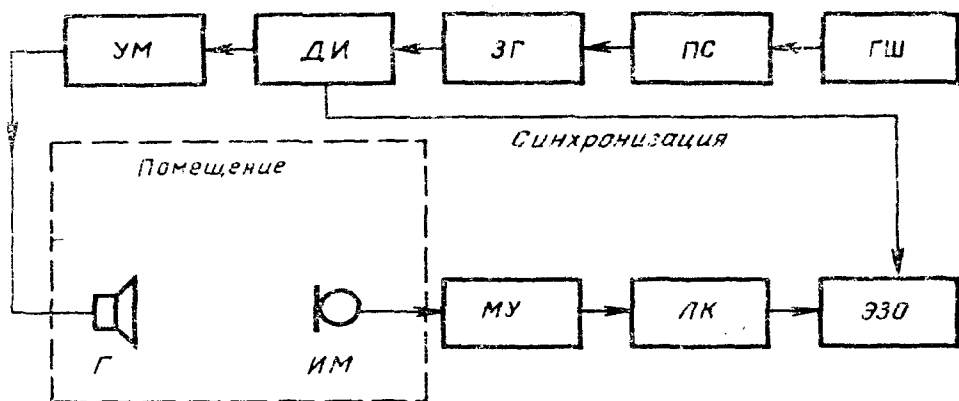 УМ ДИ ЗГ ПС ГШ
Синхронизация
Помещение
МУ ЛК ЭЗО
Г ИМ